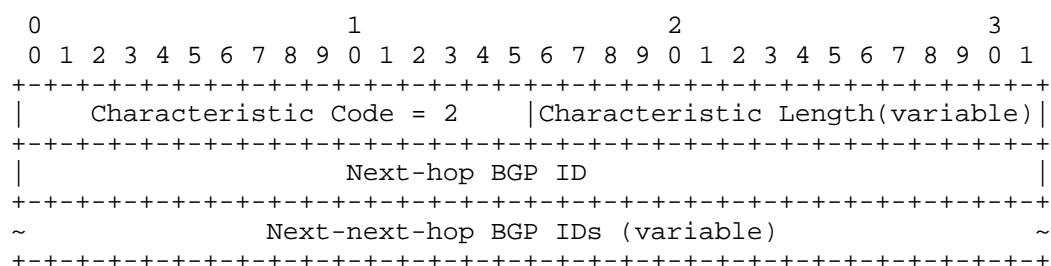 0                   1                   2                   3
 0 1 2 3 4 5 6 7 8 9 0 1 2 3 4 5 6 7 8 9 0 1 2 3 4 5 6 7 8 9 0 1
+-+-+-+-+-+-+-+-+-+-+-+-+-+-+-+-+-+-+-+-+-+-+-+-+-+-+-+-+-+-+-+-+
|    Characteristic Code = 2    |Characteristic Length(variable)|
+-+-+-+-+-+-+-+-+-+-+-+-+-+-+-+-+-+-+-+-+-+-+-+-+-+-+-+-+-+-+-+-+
|                    Next-hop BGP ID                            |
+-+-+-+-+-+-+-+-+-+-+-+-+-+-+-+-+-+-+-+-+-+-+-+-+-+-+-+-+-+-+-+-+
~               Next-next-hop BGP IDs (variable)                ~
+-+-+-+-+-+-+-+-+-+-+-+-+-+-+-+-+-+-+-+-+-+-+-+-+-+-+-+-+-+-+-+-+